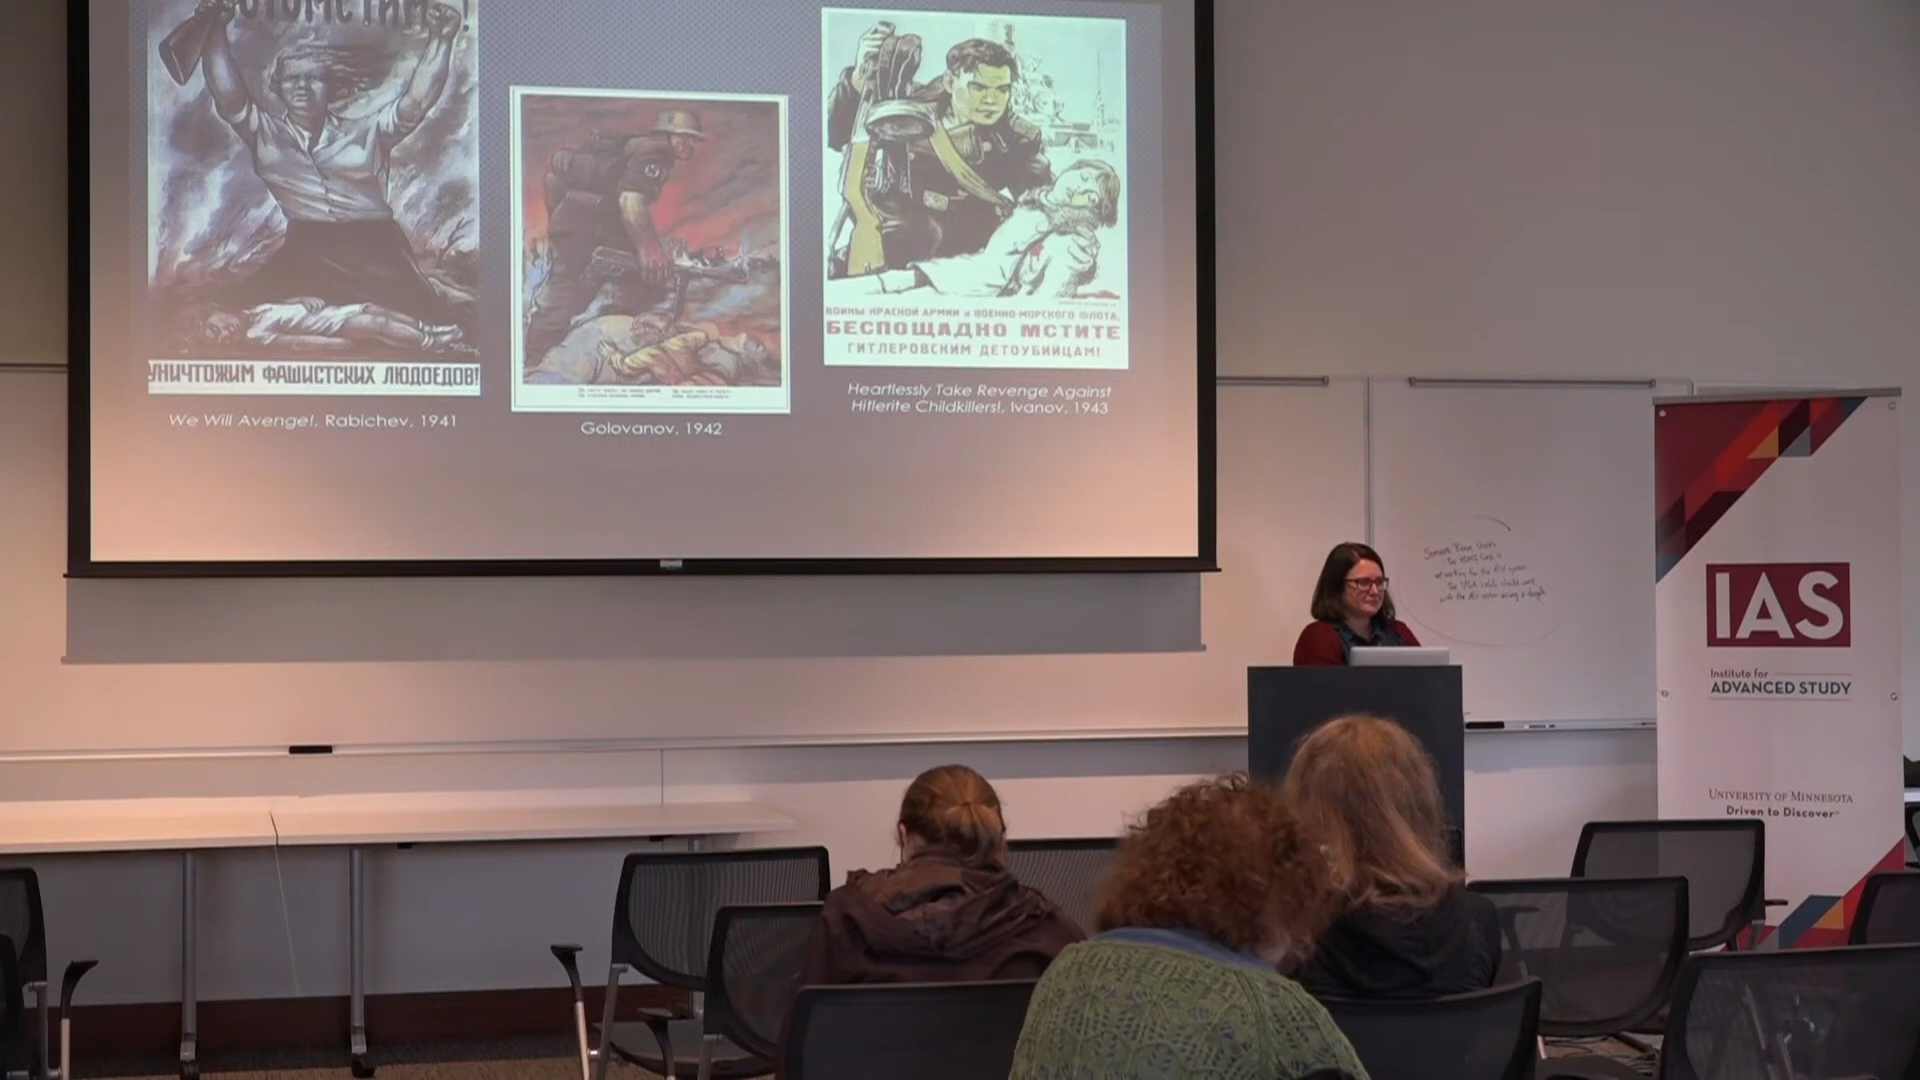 ОТОМСТИМ!
УНИЧТОЖИМ ФАШИСТСКИХ ЛЮДОЕДОВ!
We Will Avenge!, Rabichev, 1941
Golovanov, 1942
ВОИНЫ КРАСНОЙ АРМИИ и ВОЕННО-МОРСКОГО ФЛОТА,
БЕСПОЩАДНО МСТИТЕ
ГИТЛЕРОВСКИМ ДЕТОУБИЙЦАМ!
Heartlessly Take Revenge Against
Hitlerite Childkillers!, Ivanov, 1943
IAS
Institute for
ADVANCED STUDY
UNIVERSITY OF MINNESOTA
Driven to Discover